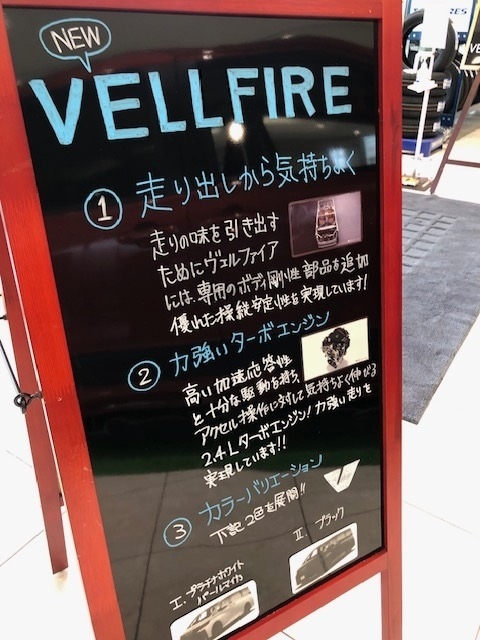 NEW
VELLFIRE
① 走り出しから気持ちよく
走りの味を引き出す
ためにヴェルファイア
には、専用のボディ剛性部品を追加
優れた操縦安定性を実現しています!
② 力強いターボエンジン
高い加速応答性
と十分な駆動を持ち、
アクセル操作に対して気持ちよく伸びる
2.4Lターボエンジン!力強い走りを
実現しています!!
③ カラーバリエーション
下記2色を展開!!
Ⅰ. プラチナホワイト
パールマイカ
Ⅱ. ブラック
RES